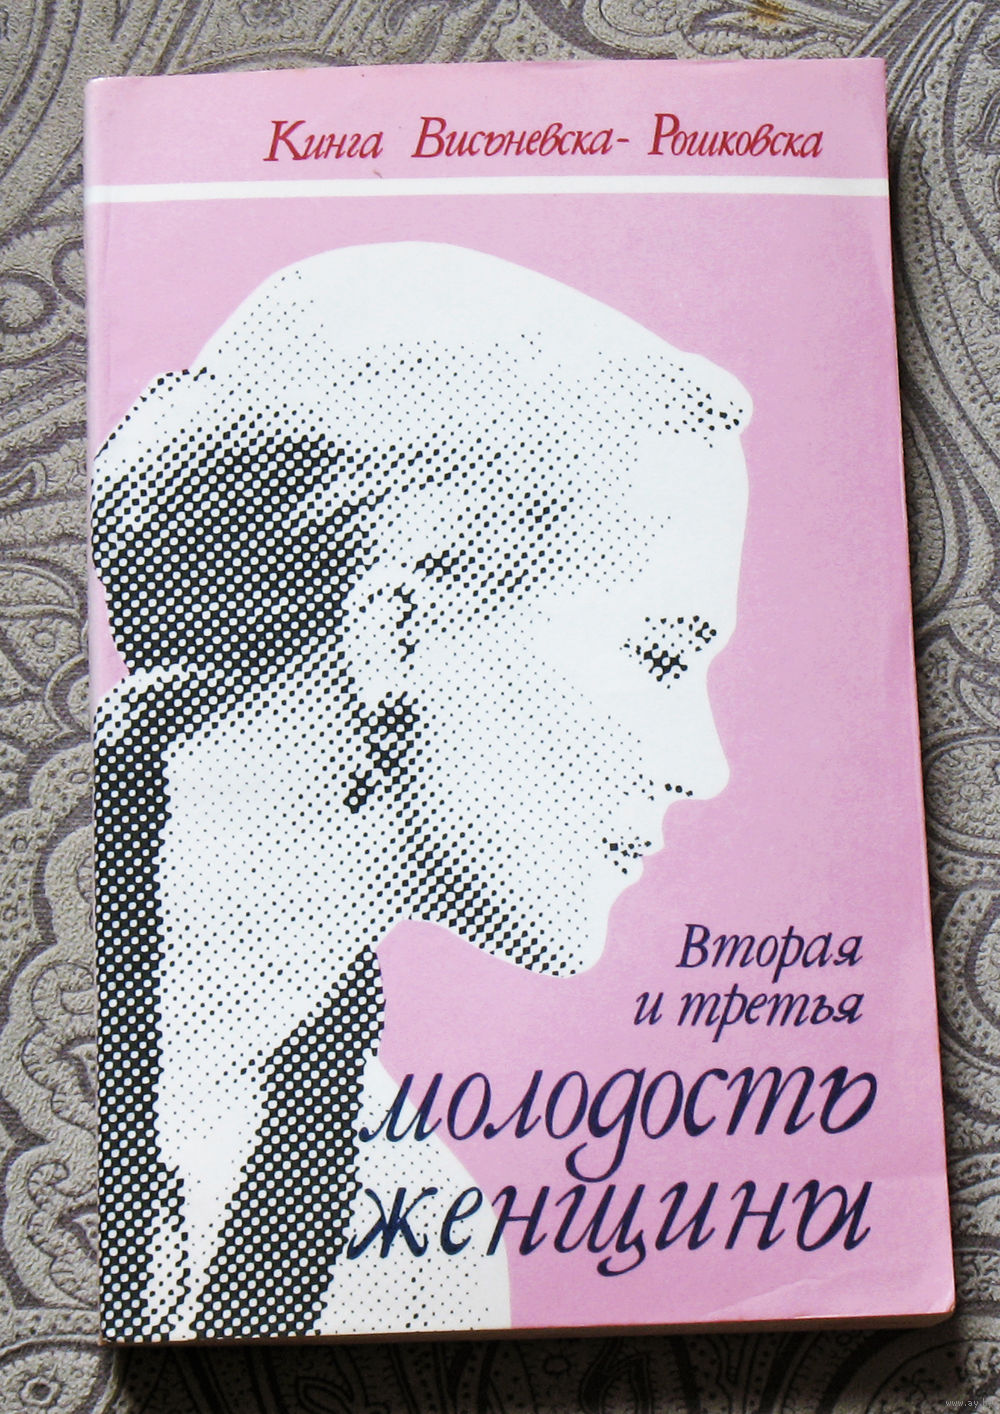 Кинга Висьневска-Рошковска
Вторая
и третья
молодость
женщины